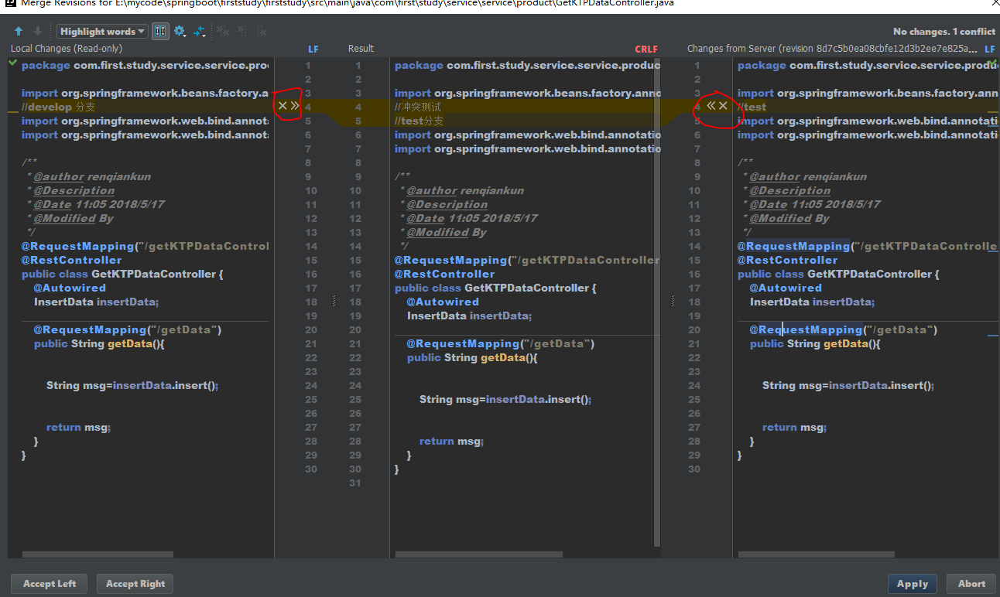 Merge Revisions for E:\mycode\springboot\firststudy\firststudy\src\main\java\com\first\study\service\service\product\GetKTPDataController.java
Highlight words
No changes. 1 conflict
Local Changes (Read-only)
LF
Result
CRLF
Changes from Server (revision 8d7c5b0ea08cbfe12d3b2ee7e825a...
LF
package com.first.study.service.service.pro
1
2
import org.springframework.beans.factory.a
3
//develop 分支
4
import org.springframework.web.bind.annot
5
import org.springframework.web.bind.annot
6
7
/**
8
* @author renqiankun
9
* @Description
10
* @Date 11:05 2018/5/17
11
* @Modified By
12
*/
13
@RequestMapping("/getKTPDataControl
14
@RestController
15
public class GetKTPDataController {
16
@Autowired
17
InsertData insertData;
18
19
@RequestMapping("/getData")
20
public String getData(){
21
22
23
String msg=insertData.insert();
24
25
26
return msg;
27
}
28
}
29
30
1
package com.first.study.service.service.produc
2
3
import org.springframework.beans.factory.anno
4
//冲突测试
5
//test分支
6
import org.springframework.web.bind.annotatio
7
import org.springframework.web.bind.annotatio
8
9
/**
10
* @author renqiankun
11
* @Description
12
* @Date 11:05 2018/5/17
13
* @Modified By
14
*/
15
@RequestMapping("/getKTPDataController
16
@RestController
17
public class GetKTPDataController {
18
@Autowired
19
InsertData insertData;
20
21
@RequestMapping("/getData")
22
public String getData(){
23
24
25
String msg=insertData.insert();
26
27
28
return msg;
29
}
30
}
31
1
package com.first.study.service.service.produ
2
3
import org.springframework.beans.factory.ann
4
//test
5
import org.springframework.web.bind.annotati
6
import org.springframework.web.bind.annotatio
7
8
/**
9
* @author renqiankun
10
* @Description
11
* @Date 11:05 2018/5/17
12
* @Modified By
13
*/
14
@RequestMapping("/getKTPDataControlle
15
@RestController
16
public class GetKTPDataController {
17
@Autowired
18
InsertData insertData;
19
20
@RequestMapping("/getData")
21
public String getData(){
22
23
24
String msg=insertData.insert();
25
26
27
return msg;
28
}
29
}
30
Accept Left
Accept Right
Apply
Abort